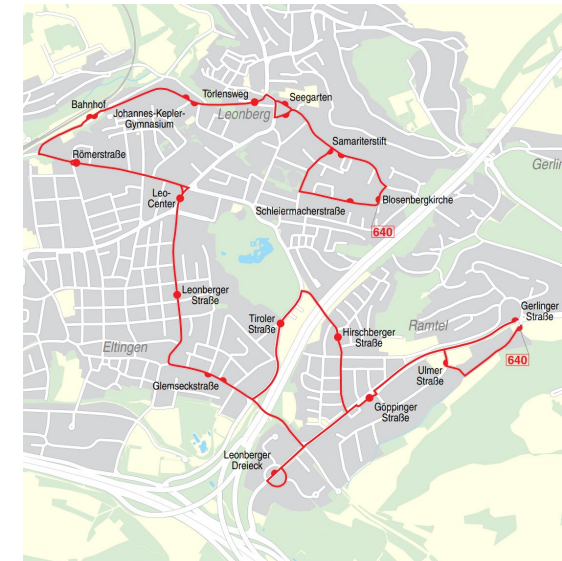 Törlensweg
Seegarten
Bahnhof
Johannes-Kepler-
Gymnasium
Leonberg
Samariterstift
Römerstraße
Gerlin
Leo-
Center
Schleiermacherstraße
Blosenbergkirche
640
Leonberger
Straße
Tiroler
Straße
Hirschberger
Straße
Ramtel
Gerlinger
Straße
Eltingen
Glemseckstraße
Ulmer
Straße
640
Göppinger
Straße
Leonberger
Dreieck